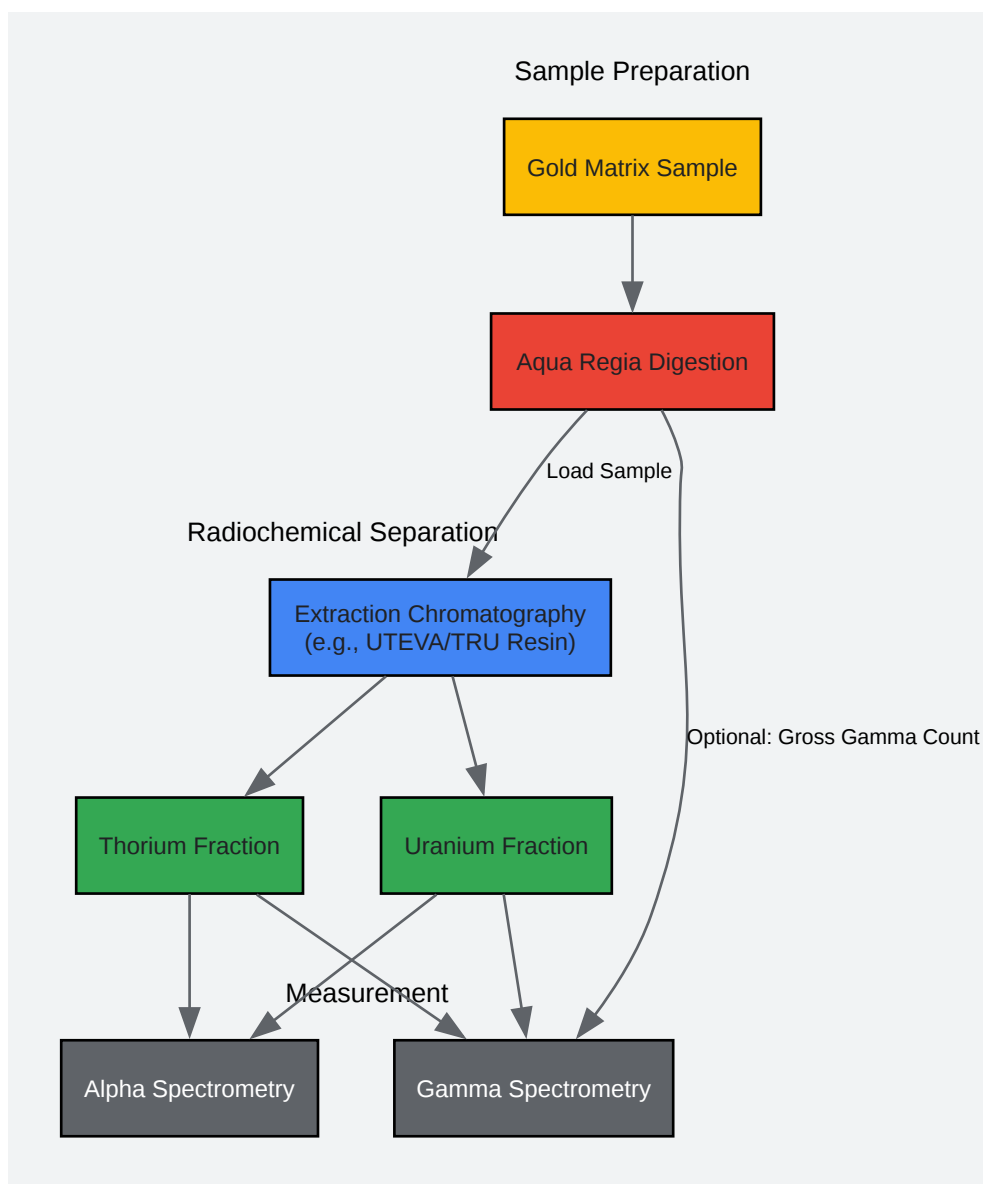 Sample Preparation
Gold Matrix Sample
Aqua Regia Digestion
Load Sample
Radiochemical Separation
Extraction Chromatography
(e.g., UTEVA/TRU Resin)
Optional: Gross Gamma Count
Thorium Fraction
Uranium Fraction
Measurement
Alpha Spectrometry
Gamma Spectrometry